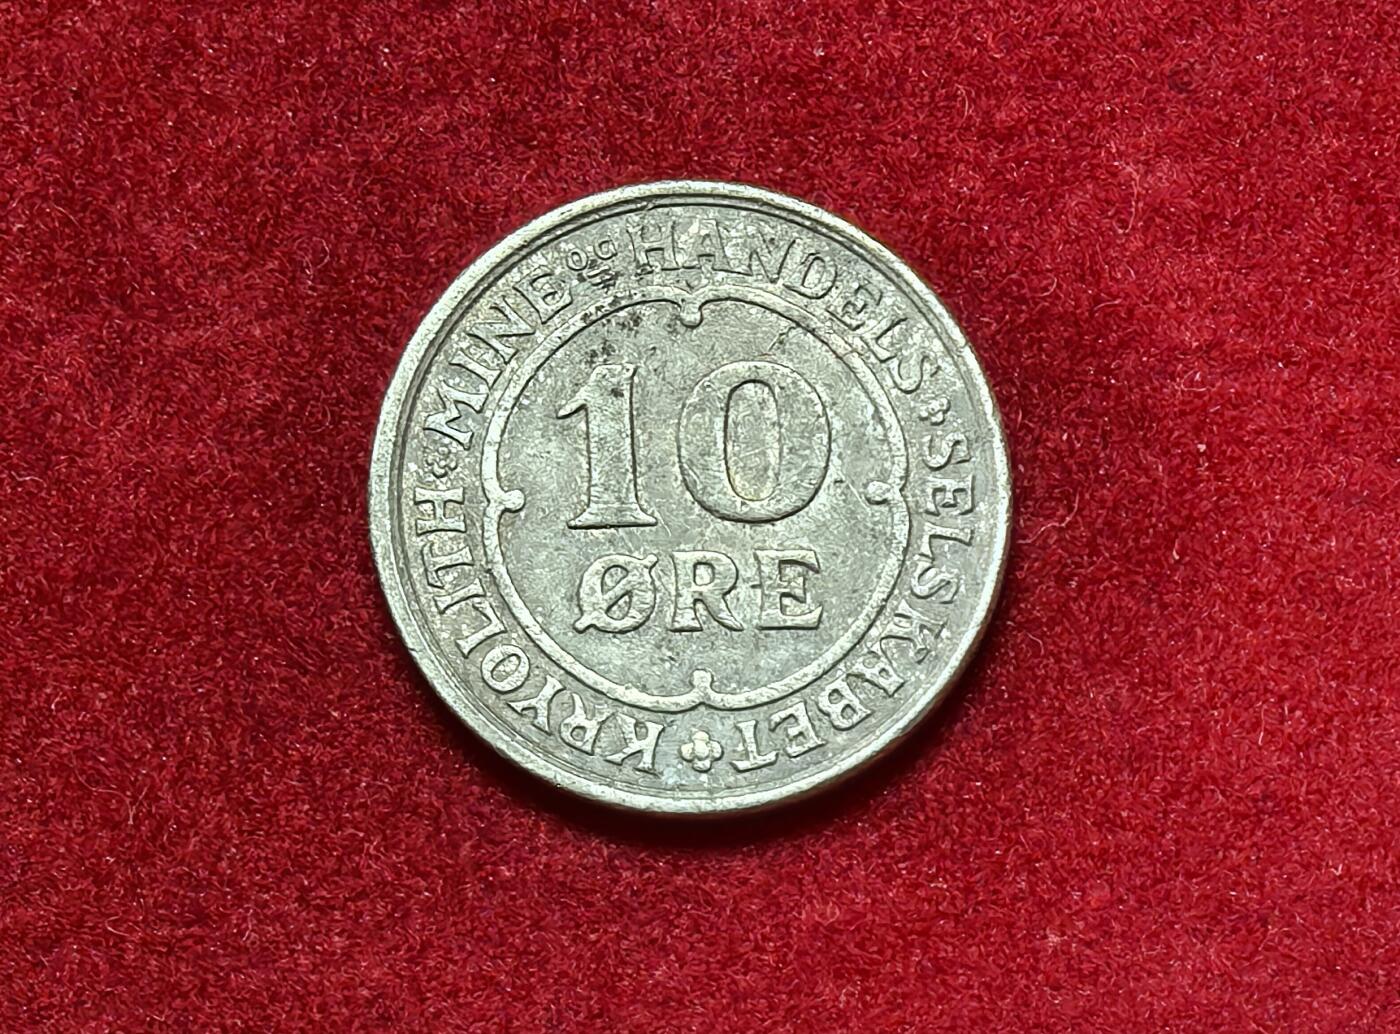 KRYOLITH MINE OG HANDELS SELSKABET
10
ØRE